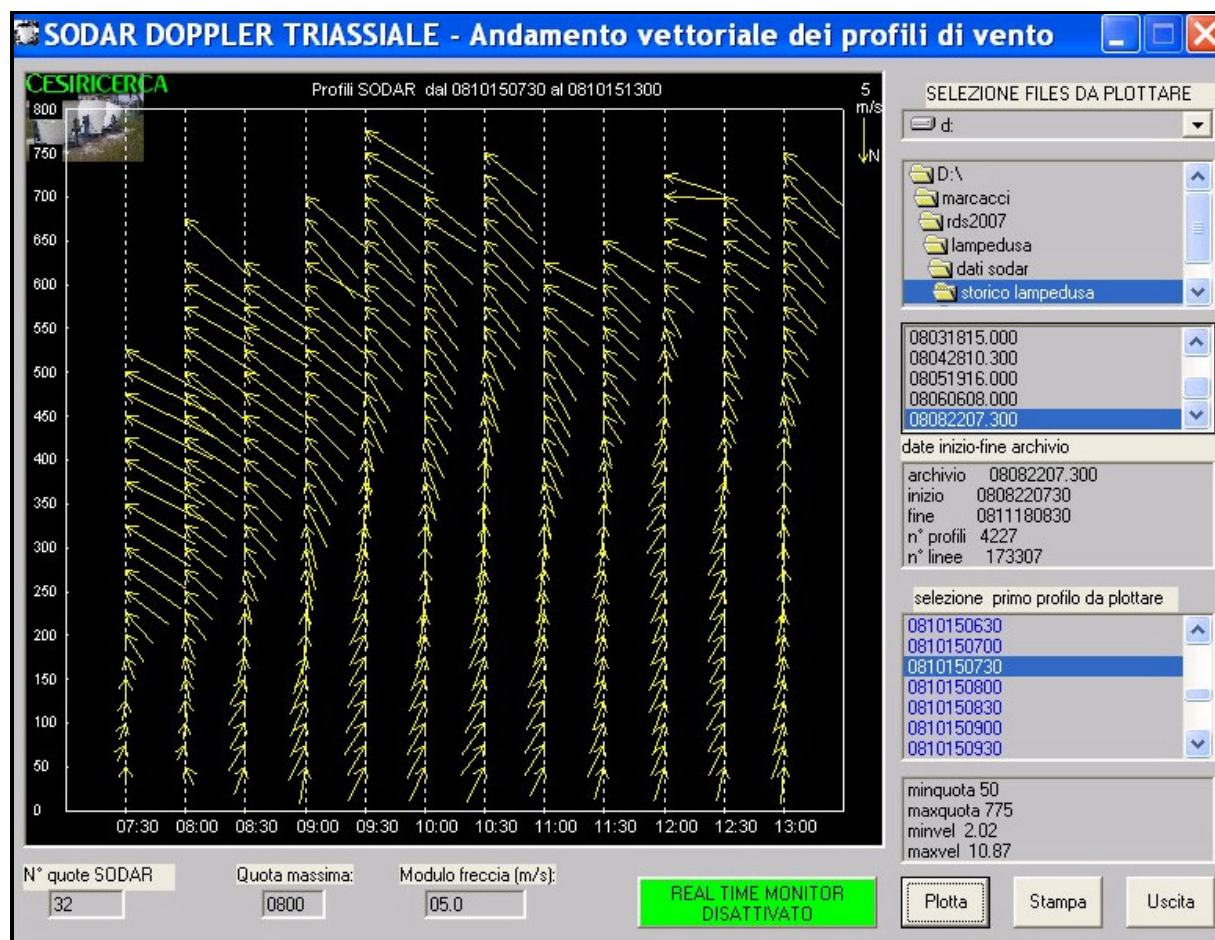 SODAR DOPPLER TRIASSIALE - Andamento vettoriale dei profili di vento
CESIRICERCA
Profili SODAR dal 0810150730 al 0810151300
5
m/s
N
800
750
700
650
600
550
500
450
400
350
300
250
200
150
100
50
0
07:30 08:00 08:30 09:00 09:30 10:00 10:30 11:00 11:30 12:00 12:30 13:00
N° quote SODAR
32
Quota massima:
0800
Modulo freccia (m/s):
05.0
REAL TIME MONITOR
DISATTIVATO
SELEZIONE FILES DA PLOTTARE
d:
D:\
marcacci
rds2007
lampedusa
dati sodar
storico lampedusa
08031815.000
08042810.300
08051916.000
08060608.000
08082207.300
date inizio-fine archivio
archivio 08082207.300
inizio 0808220730
fine 0811180830
n° profili 4227
n° linee 173307
selezione primo profilo da plottare
0810150630
0810150700
0810150730
0810150800
0810150830
0810150900
0810150930
minquota 50
maxquota 775
minvel 2.02
maxvel 10.87
Plotta
Stampa
Uscita